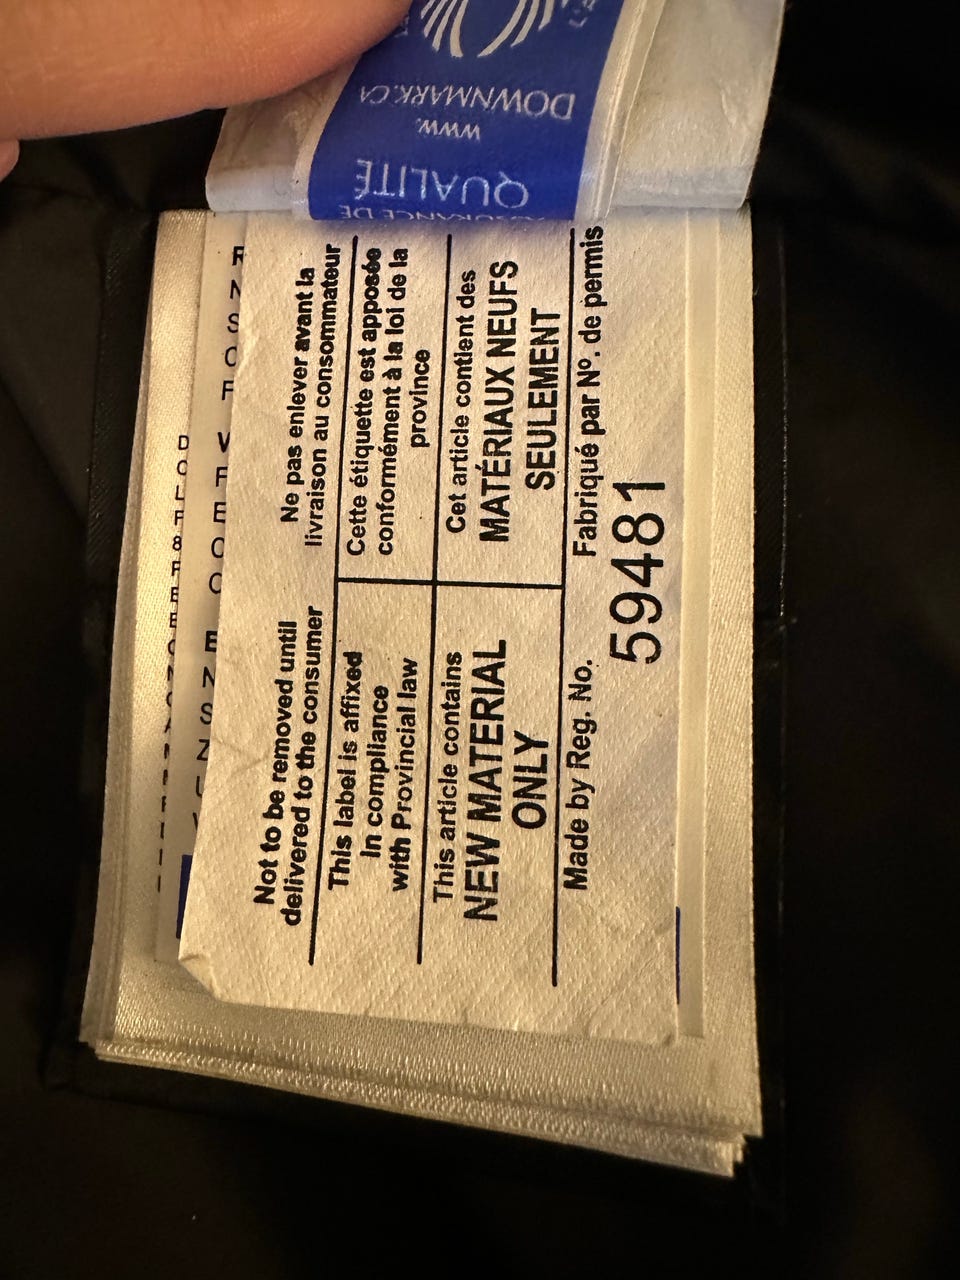 ASSURANCE DE
QUALITÉ
www.
DOWNMARK.CA
Not to be removed until
delivered to the consumer
Ne pas enlever avant la
livraison au consommateur
This label is affixed
In compliance
with Provincial law
Cette étiquette est apposée
conformément à la loi de la
province
This article contains
NEW MATERIAL
ONLY
Cet article contient des
MATÉRIAUX NEUFS
SEULEMENT
Made by Reg. No.
Fabriqué par Nº. de permis
59481